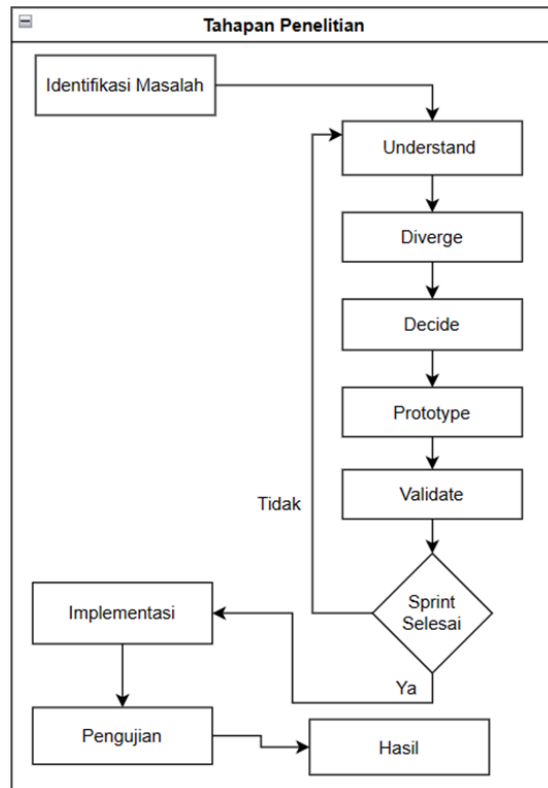 Tahapan Penelitian
Identifikasi Masalah
Understand
Diverge
Decide
Prototype
Validate
Tidak
Sprint
Selesai
Implementasi
Ya
Pengujian
Hasil